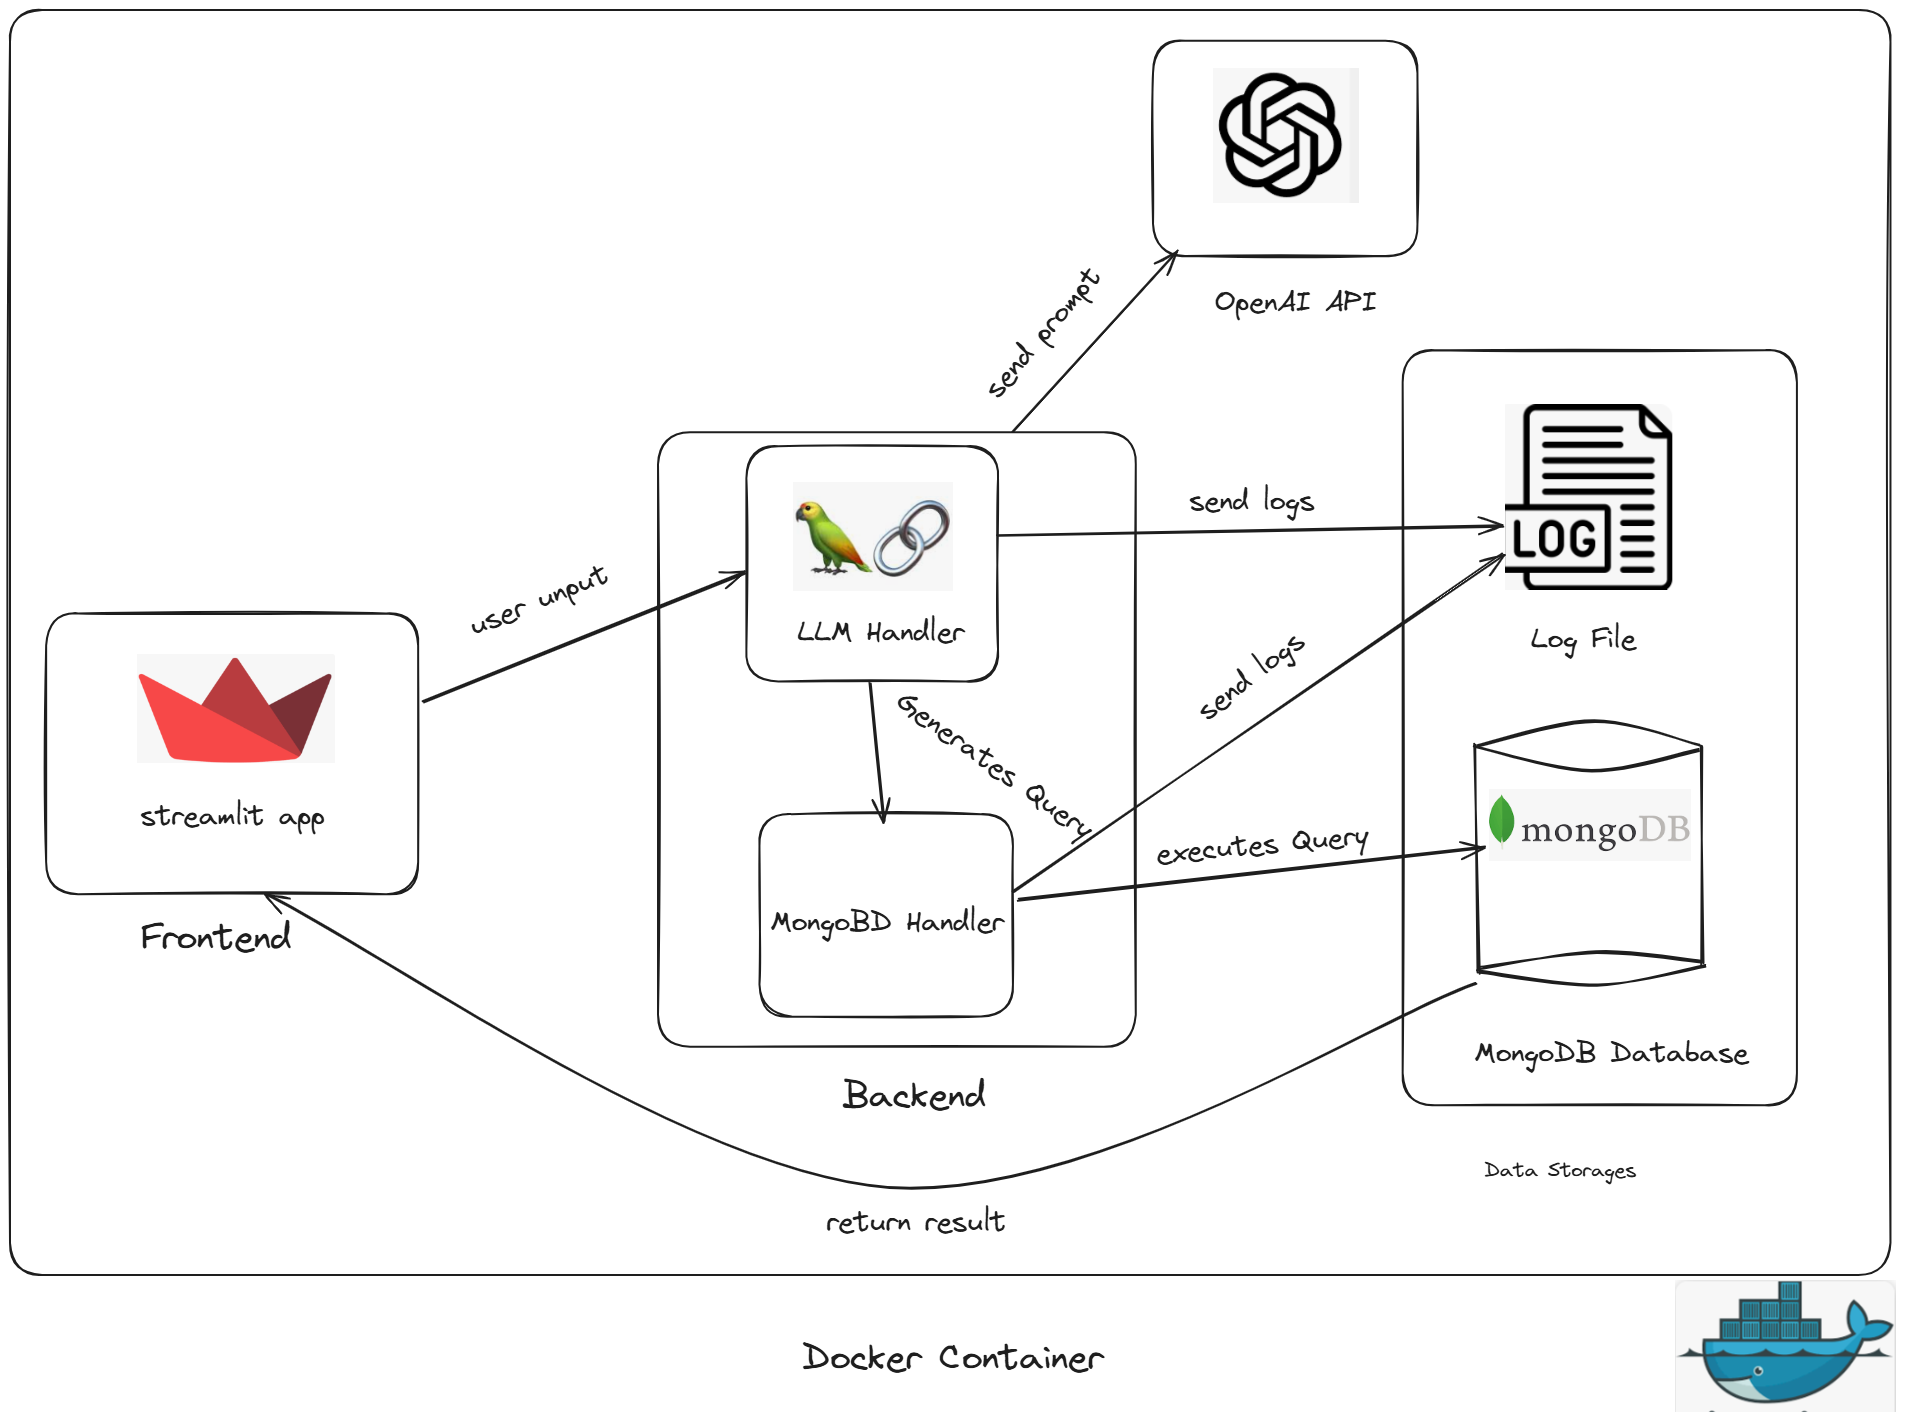 OpenAI API
send prompt
send logs
LOG
Log File
LLM Handler
user unput
streamlit app
Frontend
Generates Query
send logs
executes Query
mongoDB
MongoBD Handler
MongoDB Database
Backend
Data Storages
return result
Docker Container